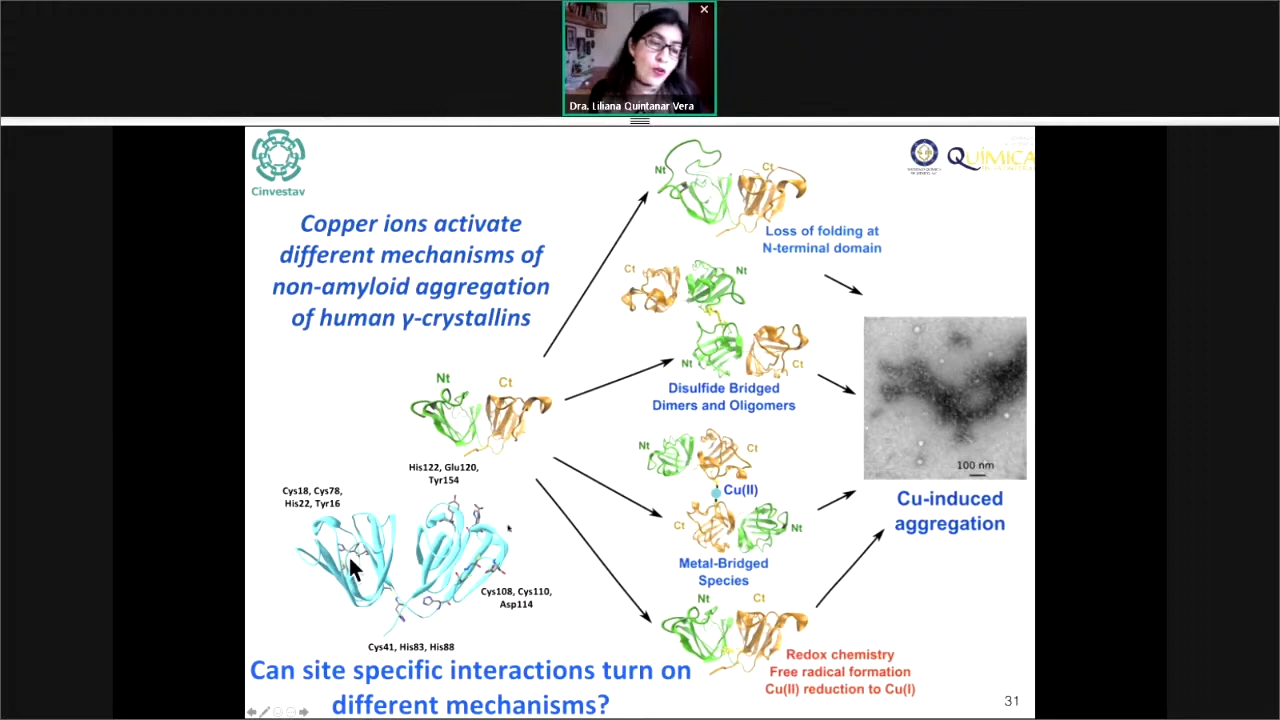 Dra. Liliana Quintanar Vera
Cinvestav
QUÍMICA
Copper ions activate
different mechanisms of
non-amyloid aggregation
of human γ-crystallins
Nt
Ct
Loss of folding at
N-terminal domain
Ct
Nt
Nt
Ct
Disulfide Bridged
Dimers and Oligomers
Nt
Ct
Nt
Ct
Cu(II)
Ct
Nt
Metal-Bridged
Species
Nt
Ct
Redox chemistry
Free radical formation
Cu(II) reduction to Cu(I)
100 nm
Cu-induced
aggregation
His122, Glu120,
Tyr154
Cys18, Cys78,
His22, Tyr16
Cys108, Cys110,
Asp114
Cys41, His83, His88
Can site specific interactions turn on
different mechanisms?
31